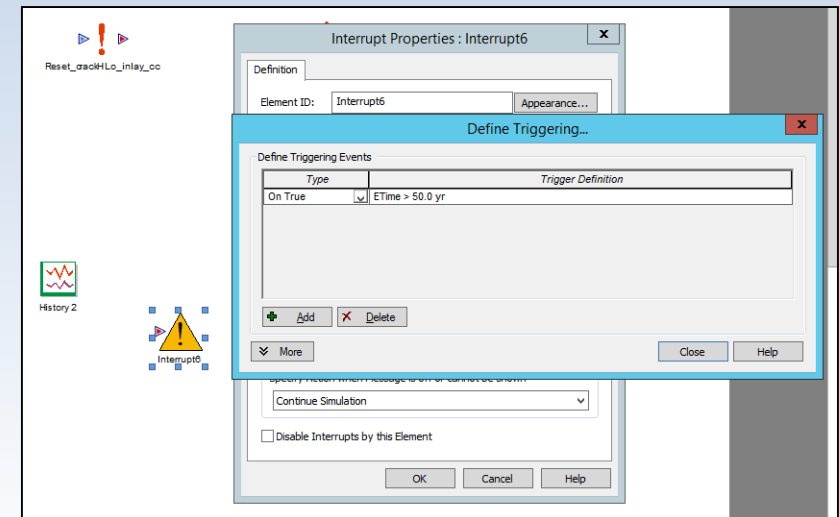 Reset_crackHLo_inlay_cc
Interrupt Properties : Interrupt6
x
Definition
Element ID:
Interrupt6
Appearance...
Define Triggering...
x
Define Triggering Events
Type
Trigger Definition
On True
ETime > 50.0 yr
Add
Delete
More
Close
Help
History 2
Interrupt6
Continue Simulation
Disable Interrupts by this Element
OK
Cancel
Help